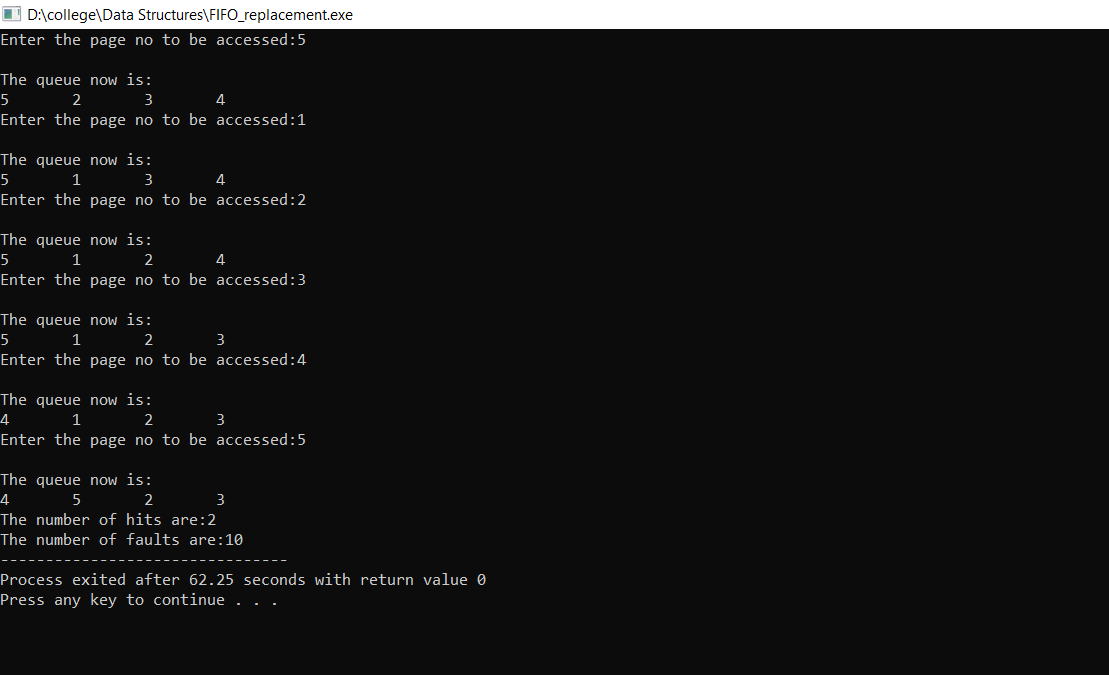 D:\college\Data Structures\FIFO_replacement.exe
Enter the page no to be accessed:5
The queue now is:
5 2 3 4
Enter the page no to be accessed:1
The queue now is:
5 1 3 4
Enter the page no to be accessed:2
The queue now is:
5 1 2 4
Enter the page no to be accessed:3
The queue now is:
5 1 2 3
Enter the page no to be accessed:4
The queue now is:
4 1 2 3
Enter the page no to be accessed:5
The queue now is:
4 5 2 3
The number of hits are:2
The number of faults are:10
--------------------------------
Process exited after 62.25 seconds with return value 0
Press any key to continue . . .